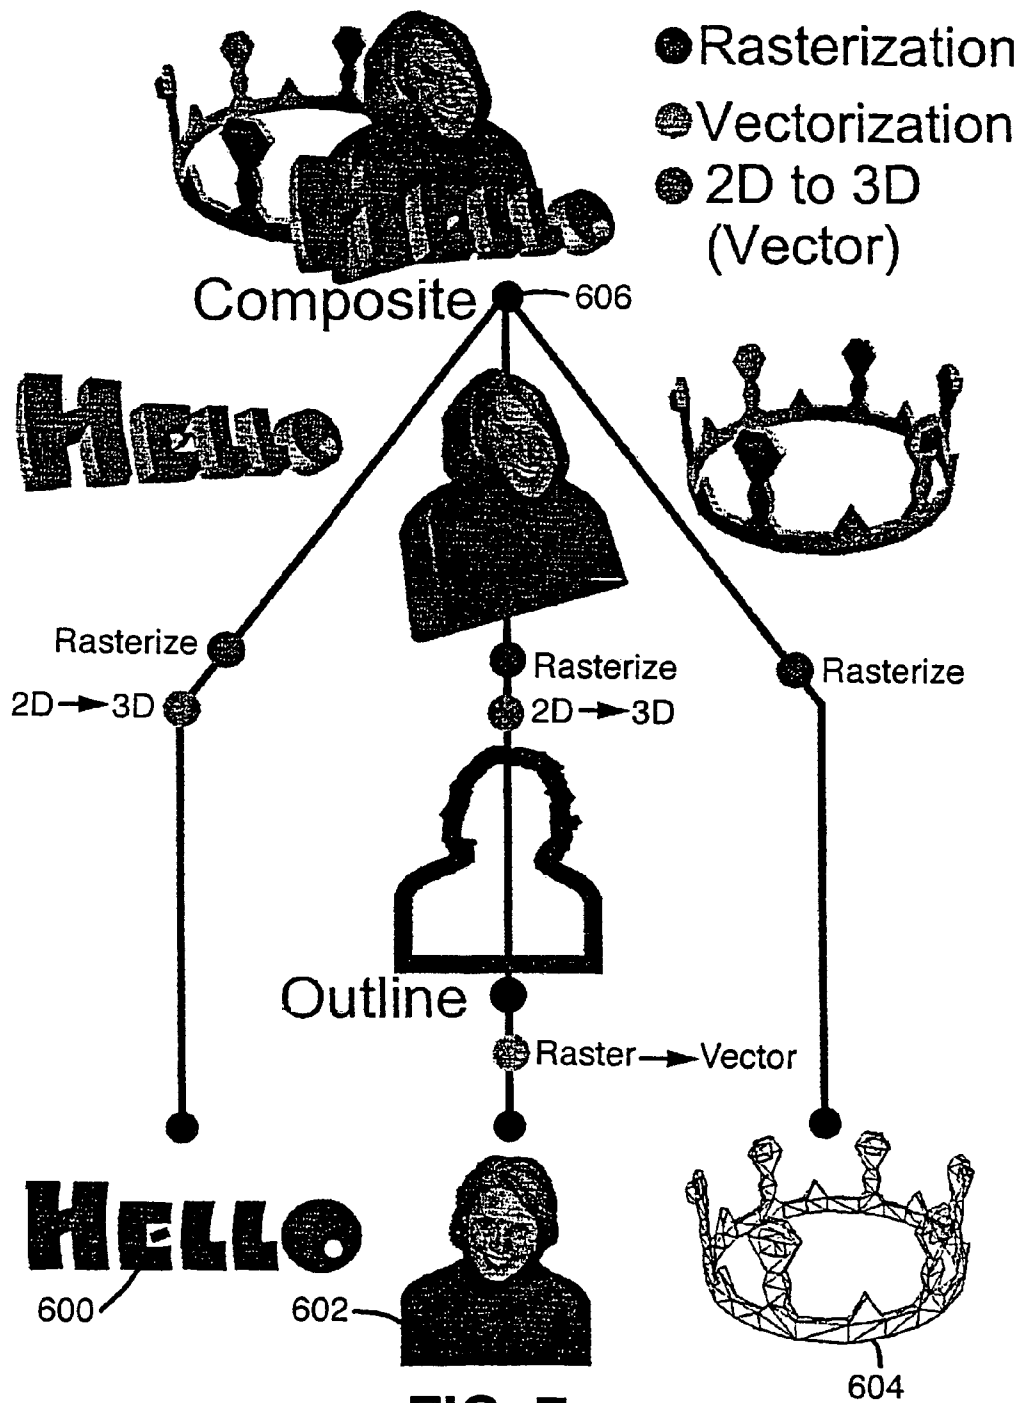 Rasterization
Vectorization
2D to 3D
(Vector)
Composite
606
HELLO
Rasterize
2D→3D
Rasterize
2D→3D
Rasterize
Outline
Raster→Vector
HELLO
600
602
604